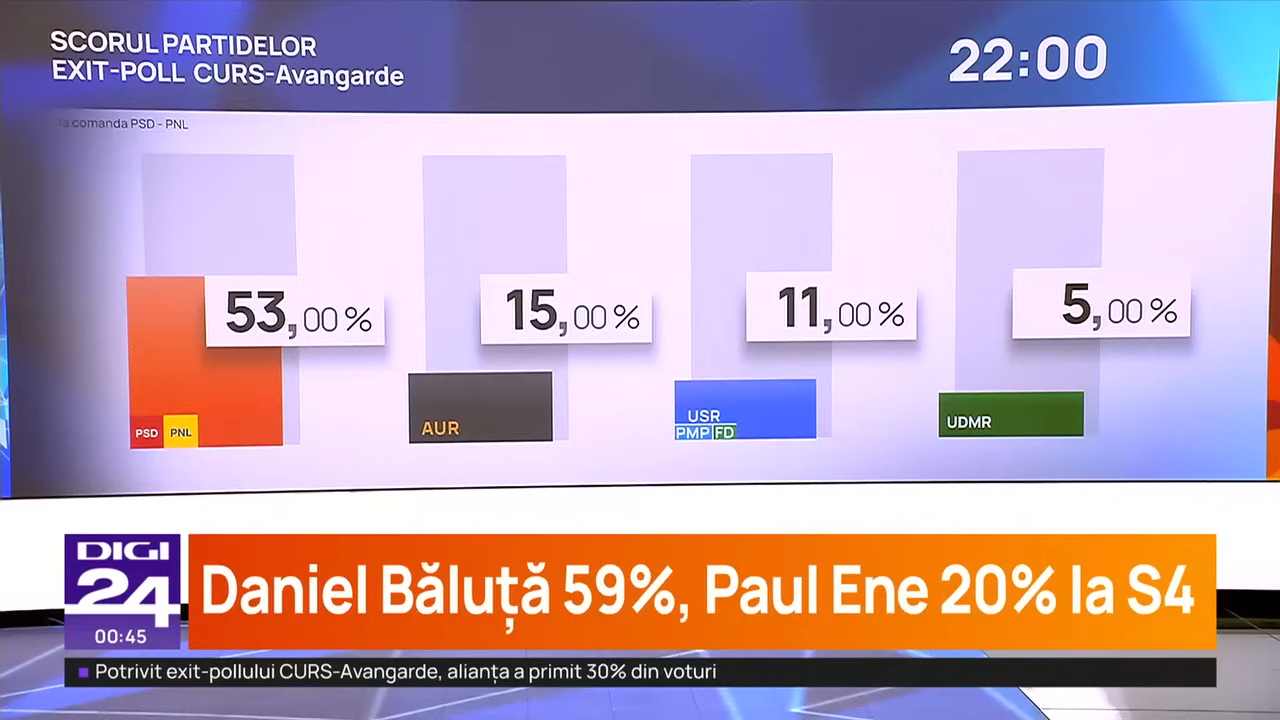 SCORUL PARTIDELOR
EXIT-POLL CURS-Avangarde
22:00
la comanda PSD - PNL
53,00 %
15,00 %
11,00 %
5,00 %
PSD PNL
AUR
USR
PMP FD
UDMR
DIGI
24
00:45
Daniel Băluță 59%, Paul Ene 20% la S4
Potrivit exit-pollului CURS-Avangarde, alianța a primit 30% din voturi